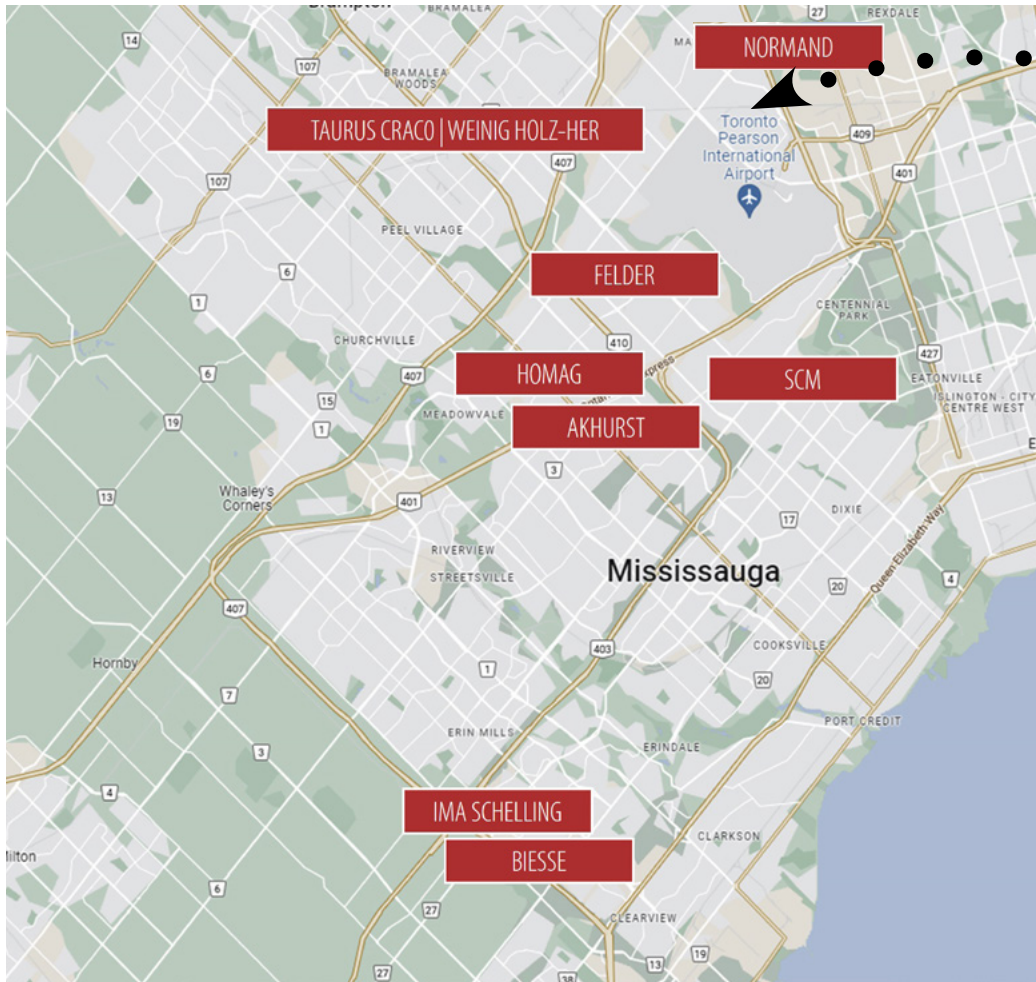 Brampton
BRAMALEA
27
REXDALE
14
NORMAND
107
BRAMALEA
WOODS
TAURUS CRAC0 | WEINIG HOLZ-HER
Toronto
Pearson
International
Airport
409
407
401
107
PEEL VILLAGE
6
FELDER
1
CENTENNIAL
PARK
CHURCHVILLE
410
427
6
407
HOMAG
SCM
EATONVILLE
ISLINGTON - CITY
CENTRE WEST
15
MEADOWVALE
19
1
AKHURST
3
Whaley's
Corners
13
401
17
DIXIE
RIVERVIEW
STREETSVILLE
Mississauga
20
Queen Elizabeth Way
4
407
403
COOKSVILLE
Hornby
1
20
7
PORT CREDIT
3
ERIN MILLS
ERINDALE
4
IMA SCHELLING
CLARKSON
BIESSE
6
27
CLEARVIEW
19
27
13
38